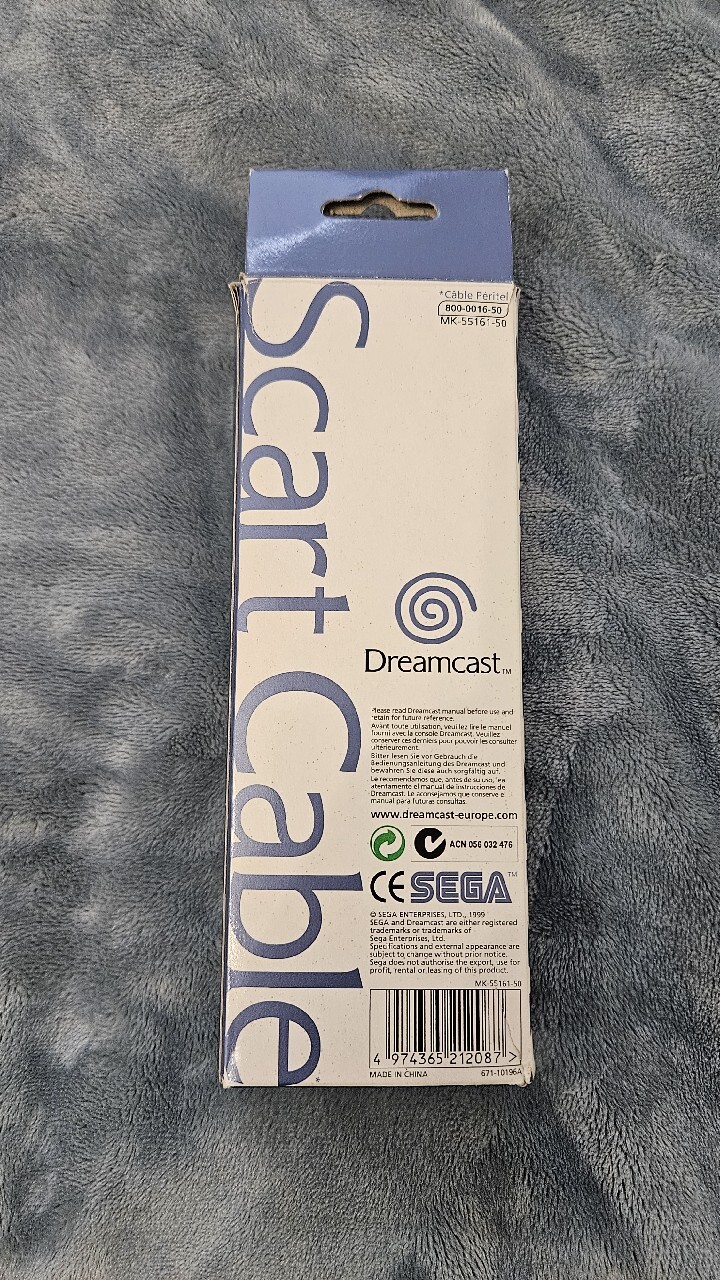 Scart Cable*
*Câble Péritel
800-0016-50
MK-55161-50
Dreamcast™
Please read Dreamcast manual before use and
retain for future reference.
Avant toute utilisation, veuillez lire le manuel
fourni avec la console Dreamcast. Veuillez
conserver ces derniers pour pouvoir les consulter
ultérieurement.
Bitter lesen Sie vor Gebrauch die
Bedienungsanleitung des Dreamcast und
bewahren Sie diese auch sorgfältig auf.
Le recomendamos que, antes de su uso, lea
atentamente el manual de instrucciones de
Dreamcast. Le aconsejamos que conserve el
manual para futuras consultas.
www.dreamcast-europe.com
ACN 056 032 476
CE SEGA™
© SEGA ENTERPRISES, LTD., 1999
SEGA and Dreamcast are either registered
trademarks or trademarks of
Sega Enterprises, Ltd.
Specifications and external appearance are
subject to change without prior notice.
Sega does not authorise the export, use for
profit, rental or leasing of this product.
MK-55161-50
4 974365 212087 >
MADE IN CHINA 671-10196A